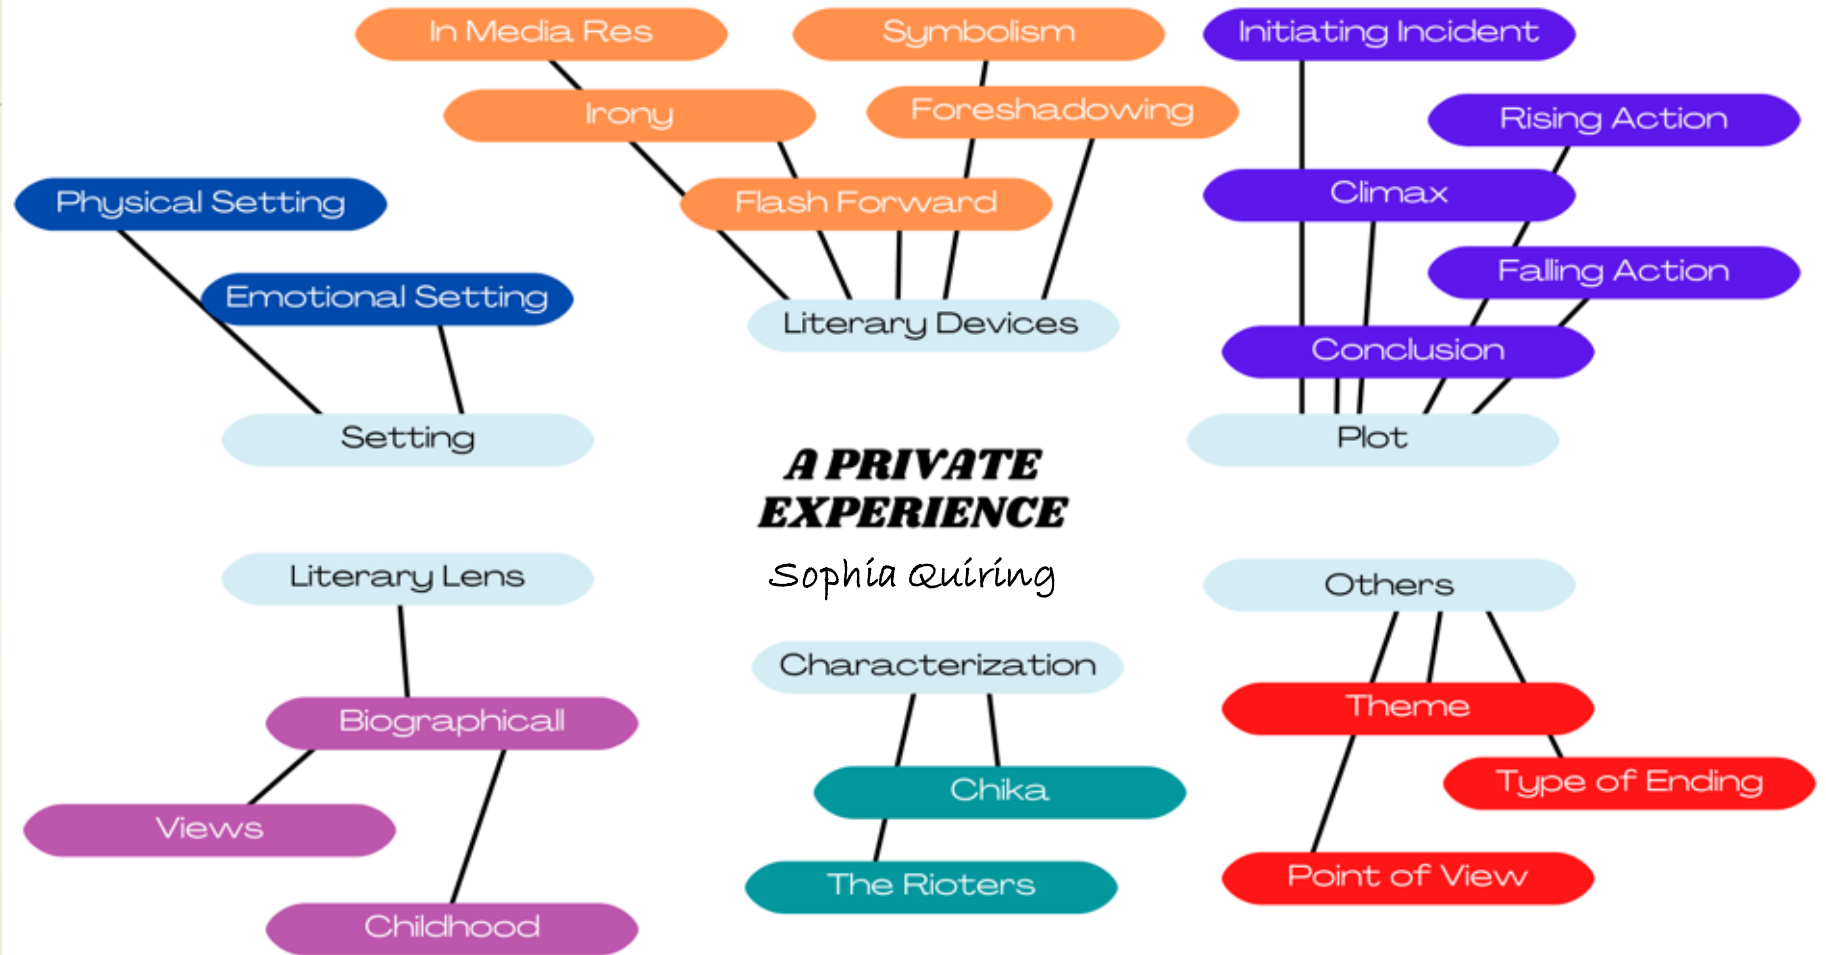 In Media Res
Symbolism
Initiating Incident
Irony
Foreshadowing
Rising Action
Physical Setting
Flash Forward
Climax
Emotional Setting
Falling Action
Literary Devices
Conclusion
Setting
Plot
A PRIVATE
EXPERIENCE
Sophia Quiring
Literary Lens
Others
Characterization
Biographicall
Theme
Chika
Type of Ending
Views
The Rioters
Point of View
Childhood